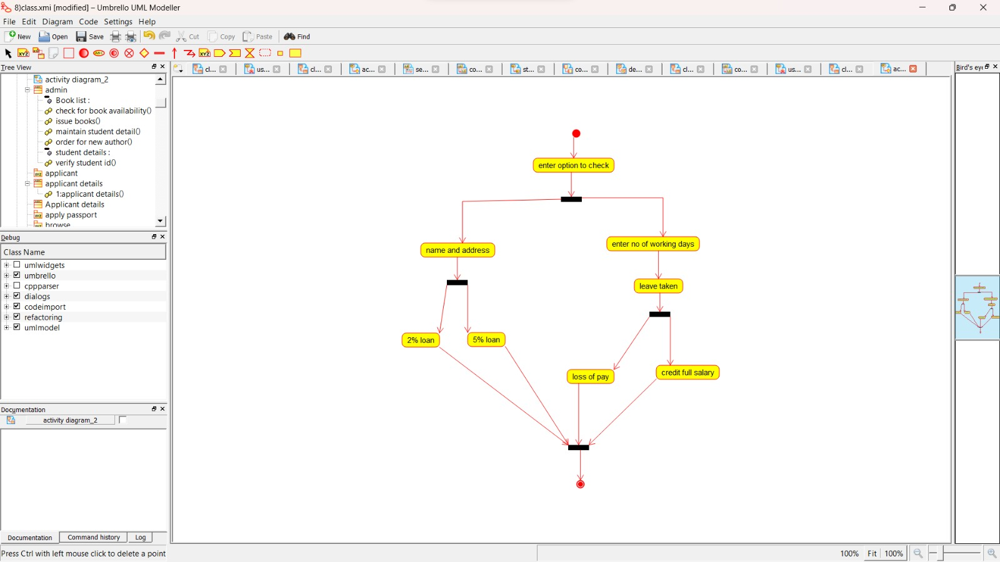 8)class.xmi [modified] – Umbrello UML Modeller
File Edit Diagram Code Settings Help
New Open Save Cut Copy Paste Find
XYZ ABC XYZ
Tree View
cl... us... cl... ac... se... co... st... co... de... cl... co... us... cl... ac...
Bird's eye
activity diagram_2
admin
Book list :
check for book availability()
issue books()
maintain student detail()
order for new author()
student details :
verify student id()
applicant
applicant details
1:applicant details()
Applicant details
apply passport
browse
Debug
Class Name
umlwidgets
umbrello
cppparser
dialogs
codeimport
refactoring
umlmodel
Documentation
activity diagram_2
Documentation Command history Log
Press Ctrl with left mouse click to delete a point
enter option to check
name and address
enter no of working days
leave taken
2% loan
5% loan
loss of pay
credit full salary
100% Fit 100%